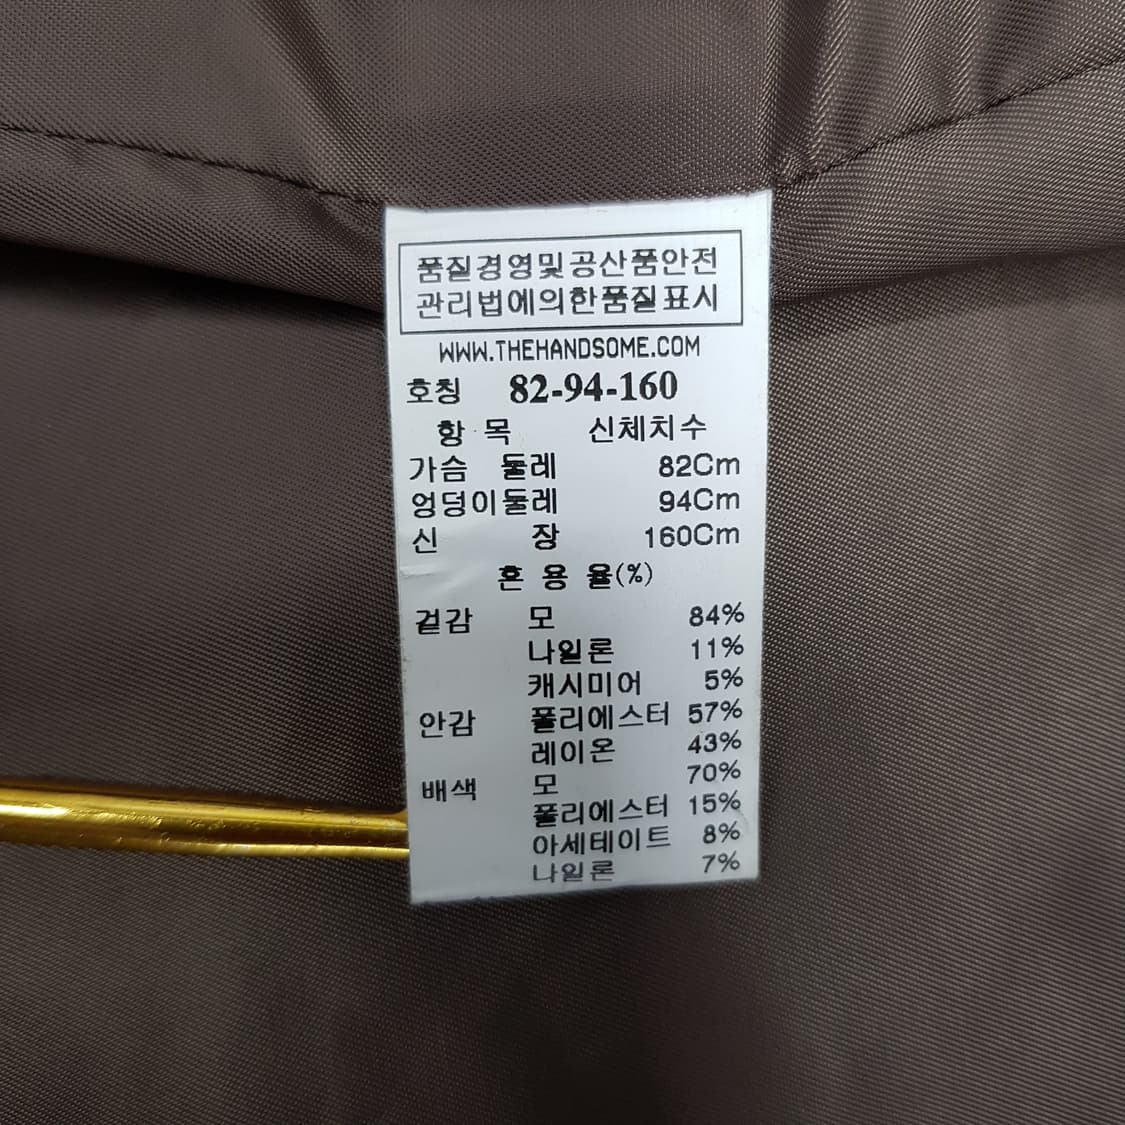 품질경영및공산품안전
관리법에의한품질표시
WWW.THEHANDSOME.COM
호칭 82-94-160
항 목 신체치수
가슴 둘레 82Cm
엉덩이둘레 94Cm
신 장 160Cm
혼 용 율(%)
겉감 모 84%
나일론 11%
캐시미어 5%
안감 폴리에스터 57%
레이온 43%
배색 모 70%
폴리에스터 15%
아세테이트 8%
나일론 7%